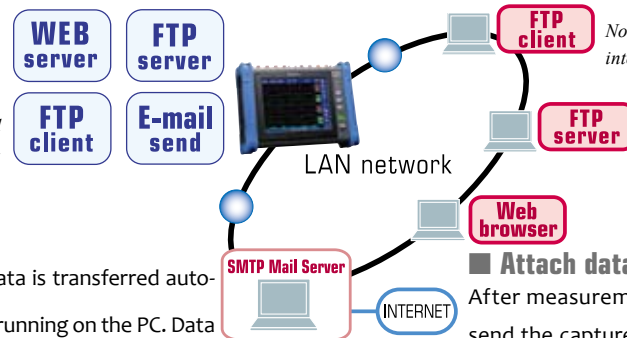 WEB
server
FTP
server
FTP
client
E-mail
send
LAN network
FTP
client
FTP
server
Web
browser
SMTP Mail Server
INTERNET
ata is transferred auto-
running on the PC. Data
■ Attach data
After measurem
send the capture